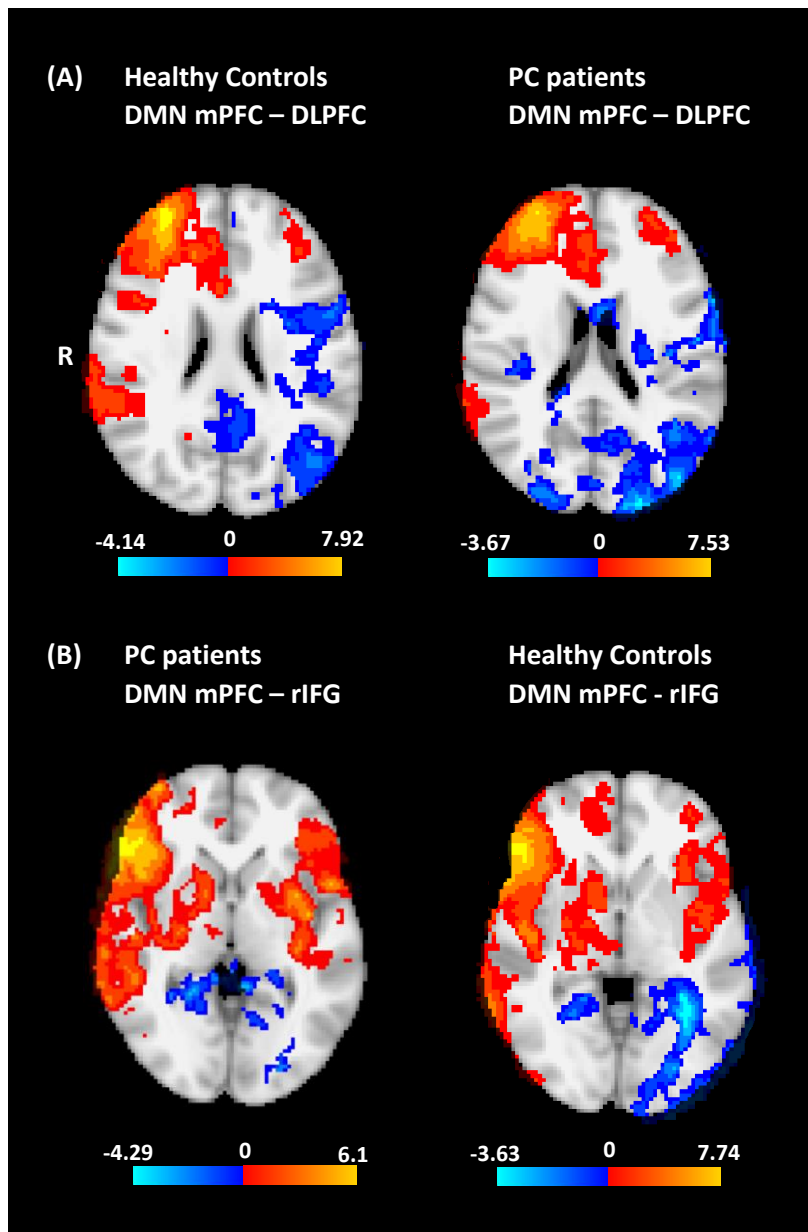 (A) Healthy Controls
DMN mPFC – DLPFC
PC patients
DMN mPFC – DLPFC
R
-4.14 0 7.92
-3.67 0 7.53
(B) PC patients
DMN mPFC – rIFG
Healthy Controls
DMN mPFC - rIFG
-4.29 0 6.1
-3.63 0 7.74